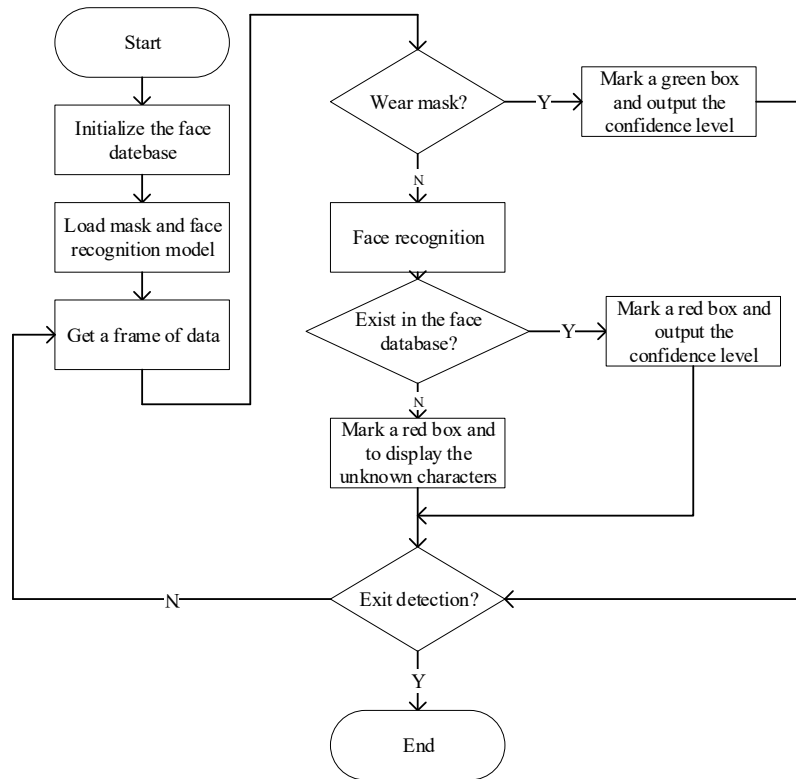 Start
Initialize the face
datebase
Load mask and face
recognition model
Get a frame of data
Wear mask?
Y
Mark a green box
and output the
confidence level
N
Face recognition
Exist in the face
database?
Y
Mark a red box and
output the
confidence level
N
Mark a red box and
to display the
unknown characters
Exit detection?
N
Y
End